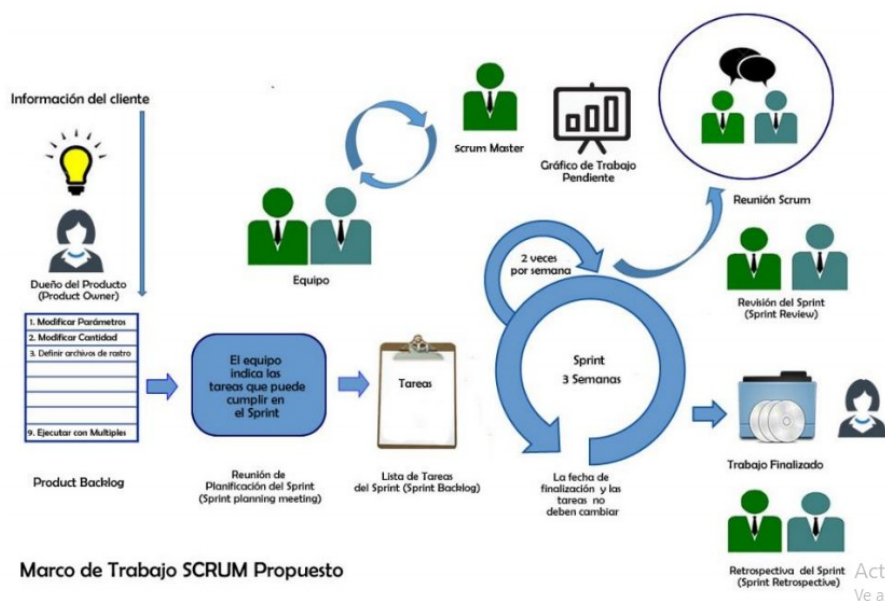 Información del cliente
Dueño del Producto
(Product Owner)
1. Modificar Parámetros
2. Modificar Cantidad
3. Definir archivos de rastro
9. Ejecutar con Multiples
Product Backlog
El equipo
indica las
tareas que puede
cumplir en
el Sprint
Reunión de
Planificación del Sprint
(Sprint planning meeting)
Equipo
Scrum Master
Gráfico de Trabajo
Pendiente
Tareas
Lista de Tareas
del Sprint (Sprint Backlog)
2 veces
por semana
Sprint
3 Semanas
La fecha de
finalización y las
tareas no
deben cambiar
Reunión Scrum
Revisión del Sprint
(Sprint Review)
Trabajo Finalizado
Retrospectiva del Sprint
(Sprint Retrospective)
Marco de Trabajo SCRUM Propuesto
Act
Ve a